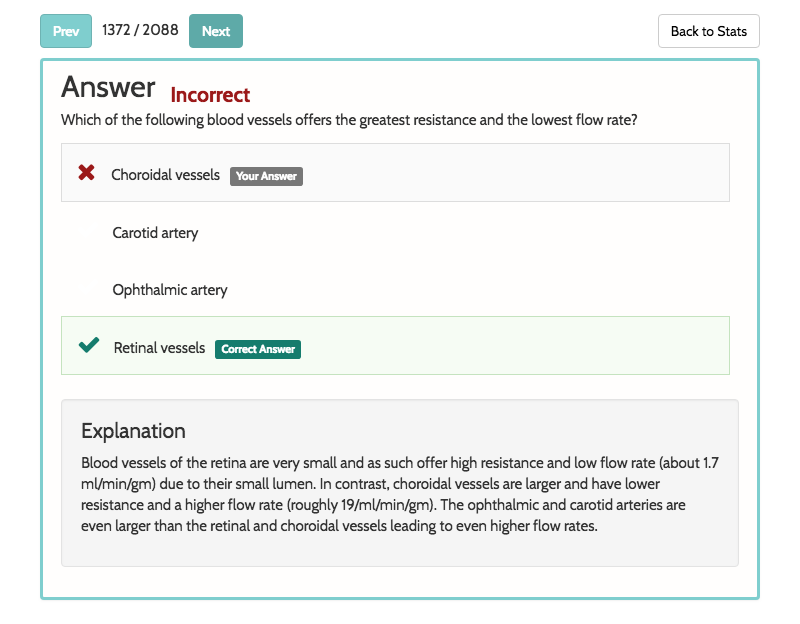 Prev 1372 / 2088 Next Back to Stats
Answer Incorrect
Which of the following blood vessels offers the greatest resistance and the lowest flow rate?
Choroidal vessels Your Answer
Carotid artery
Ophthalmic artery
Retinal vessels Correct Answer
Explanation
Blood vessels of the retina are very small and as such offer high resistance and low flow rate (about 1.7
ml/min/gm) due to their small lumen. In contrast, choroidal vessels are larger and have lower
resistance and a higher flow rate (roughly 19/ml/min/gm). The ophthalmic and carotid arteries are
even larger than the retinal and choroidal vessels leading to even higher flow rates.